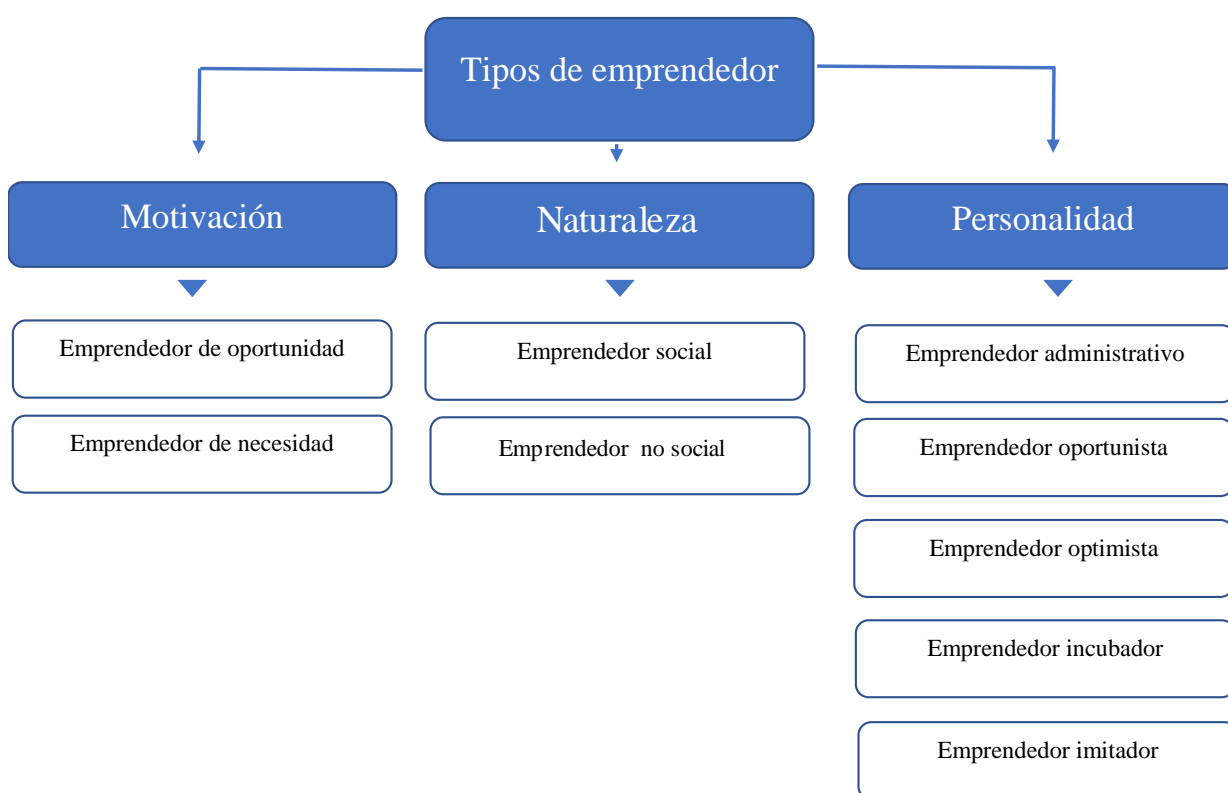 Tipos de emprendedor
Motivación
Naturaleza
Personalidad
Emprendedor de oportunidad
Emprendedor de necesidad
Emprendedor social
Emprendedor no social
Emprendedor administrativo
Emprendedor oportunista
Emprendedor optimista
Emprendedor incubador
Emprendedor imitador